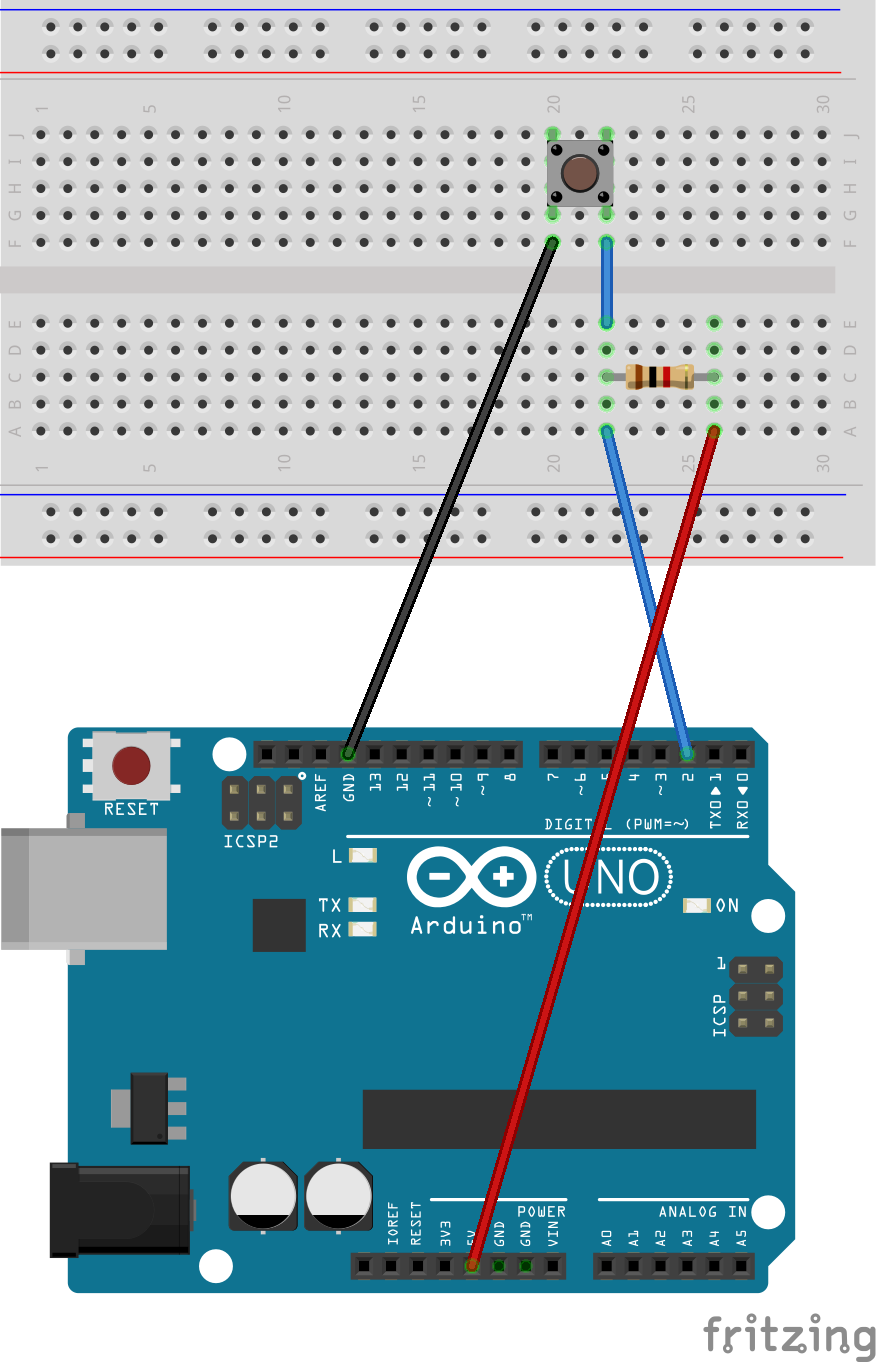 1 5 10 15 20 25 30
J J
I I
H H
G G
F F
E E
D D
C C
B B
A A
1 5 10 15 20 25 30
RESET
ICSP2
AREF
GND
13
12
~11
~10
~9
8
7
~6
5
4
~3
2
TX0▶1
RX0◀0
DIGITAL (PWM=~)
L
TX
RX
UNO
Arduino™
ON
1
ICSP
IOREF
RESET
3V3
5V
GND
GND
VIN
POWER
ANALOG IN
A0
A1
A2
A3
A4
A5
fritzing